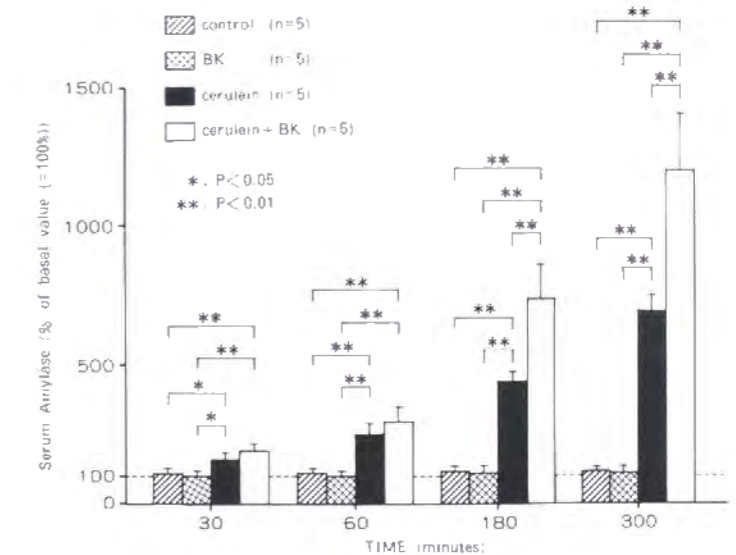 control (n=5)
BK (n=5)
cerulein (n=5)
cerulein + BK (n=5)
*. P<0.05
**. P<0.01
Serum Amylase (% of basal value (=100%))
1500
1000
500
100
0
** ** * *
** ** ** **
** ** ** ** **
** ** ** ** **
30 60 180 300
TIME (minutes)